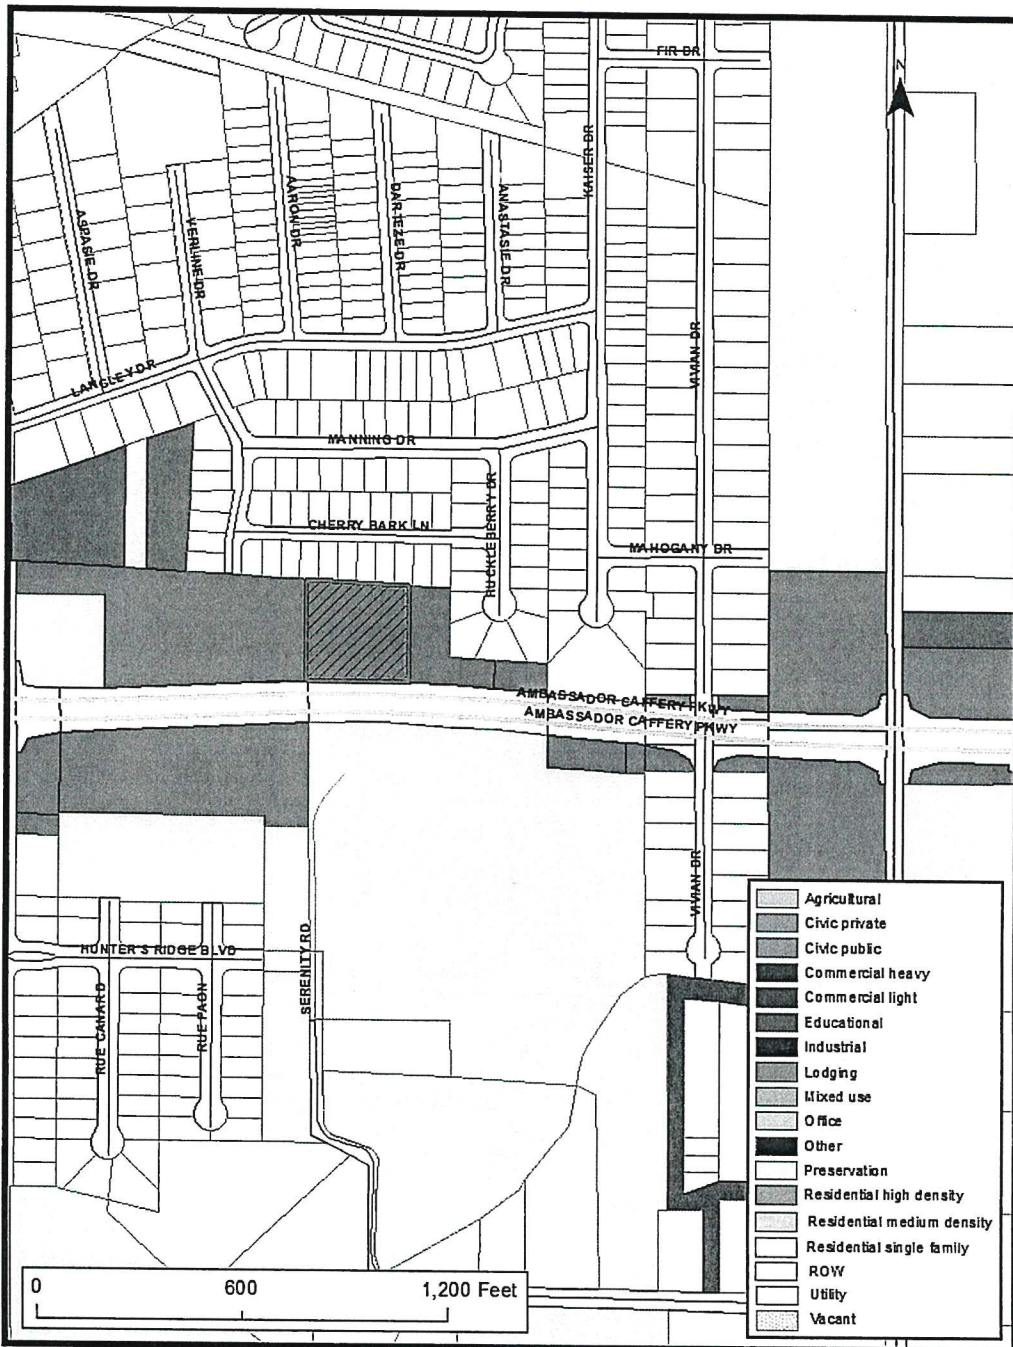 FIR DR
N
KAISER DR
AARON DR
DARTEZE DR
ANASTASIE DR
ASPASIE DR
VERLINE DR
VIVIAN DR
LANGLEY DR
MANNING DR
HUCKLEBERRY DR
CHERRY BARK LN
MAHOGANY DR
AMBASSADOR CAFFERY PKWY
AMBASSADOR CAFFERY PKWY
VIVIAN DR
HUNTER'S RIDGE BLVD
SERENITY RD
RUE CANARD
RUE PAON
Agricultural
Civic private
Civic public
Commercial heavy
Commercial light
Educational
Industrial
Lodging
Mixed use
Office
Other
Preservation
Residential high density
Residential medium density
Residential single family
ROW
Utility
Vacant
0 600 1,200 Feet